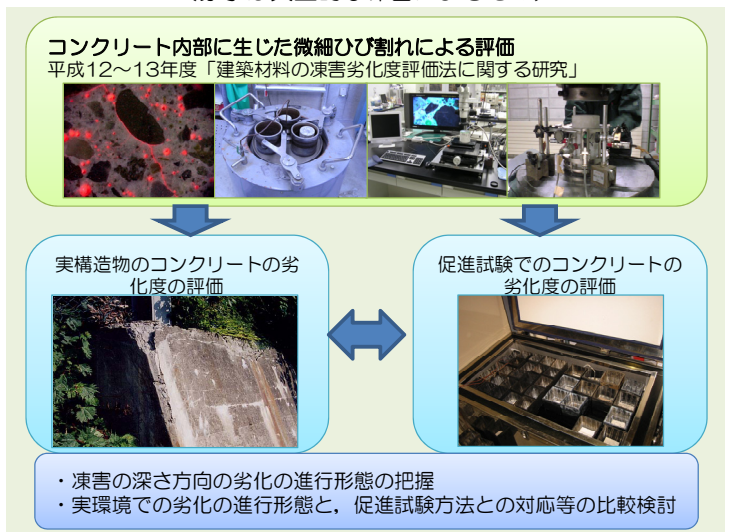 コンクリート内部に生じた微細ひび割れによる評価
平成12～13年度「建築材料の凍害劣化度評価法に関する研究」
実構造物のコンクリートの劣
化度の評価
促進試験でのコンクリートの
劣化度の評価
・凍害の深さ方向の劣化の進行形態の把握
・実環境での劣化の進行形態と，促進試験方法との対応等の比較検討